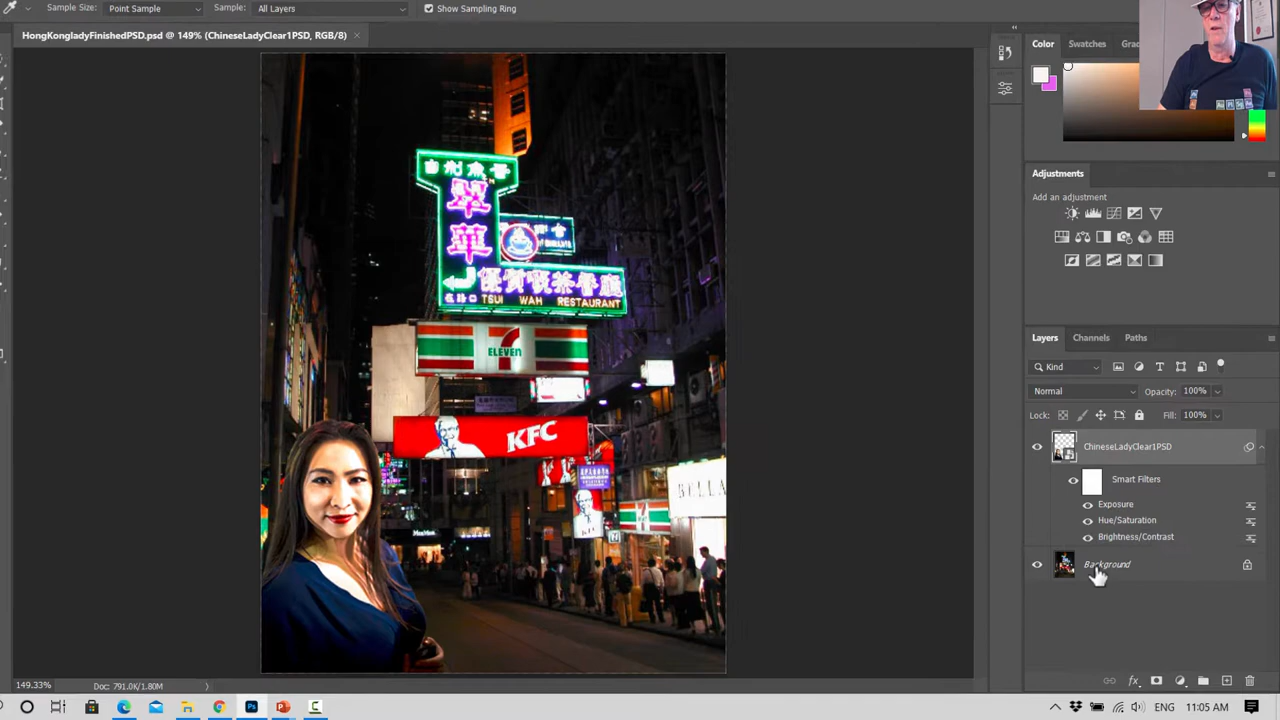 Sample Size: Point Sample Sample: All Layers Show Sampling Ring
HongKongladyFinishedPSD.psd @ 149% (ChineseLadyClear1PSD, RGB/8) ×
Color Swatches
Adjustments
Add an adjustment
翠
華
TSUI WAH RESTAURANT
7
ELEVEN
KFC
BELLA
Layers Channels Paths
Kind
Normal Opacity: 100%
Lock: Fill: 100%
ChineseLadyClear1PSD
Smart Filters
Exposure
Hue/Saturation
Brightness/Contrast
Background
149.33% Doc: 791.0K/1.80M
ENG 11:05 AM